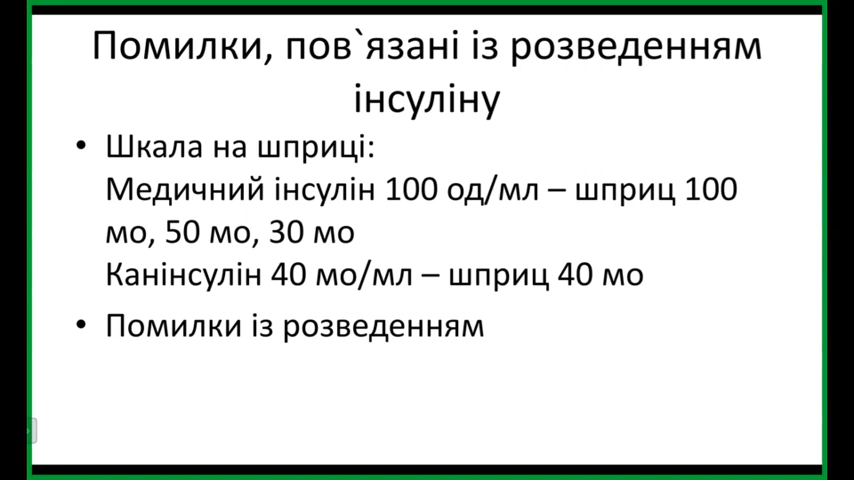 Помилки, пов`язані із розведенням
інсуліну
• Шкала на шприці:
Медичний інсулін 100 од/мл – шприц 100
мо, 50 мо, 30 мо
Канінсулін 40 мо/мл – шприц 40 мо
• Помилки із розведенням